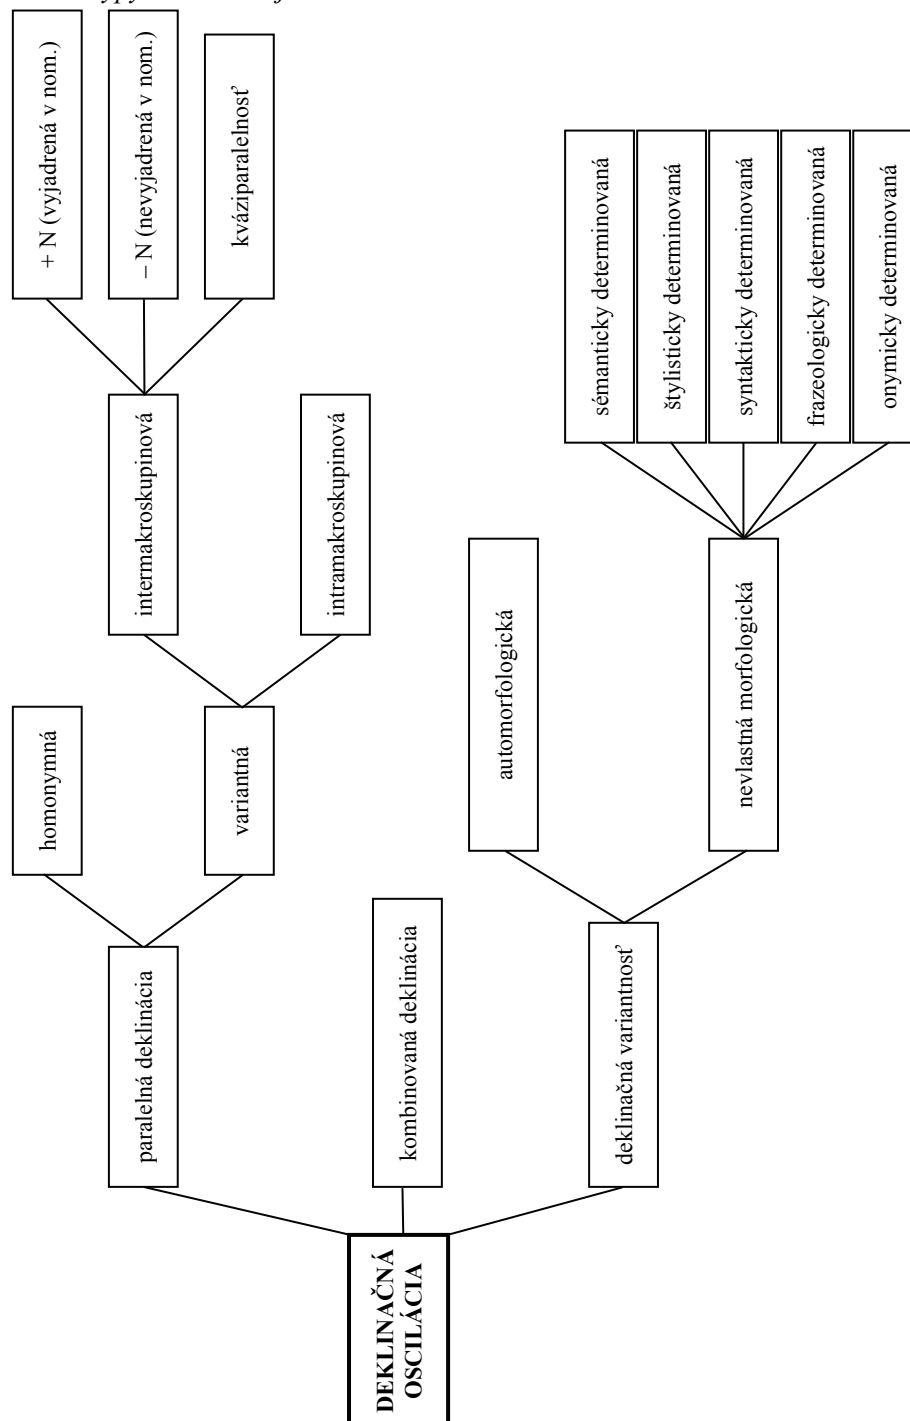 DEKLINAČNÁ
OSCILÁCIA
paralelná deklinácia
homonymná
variantná
intermakroskupinová
+ N (vyjadrená v nom.)
– N (nevyjadrená v nom.)
kváziparalelnosť
intramakroskupinová
kombinovaná deklinácia
deklinačná variantnosť
automorfologická
nevlastná morfologická
sémanticky determinovaná
štylisticky determinovaná
syntakticky determinovaná
frazeologicky determinovaná
onymicky determinovaná